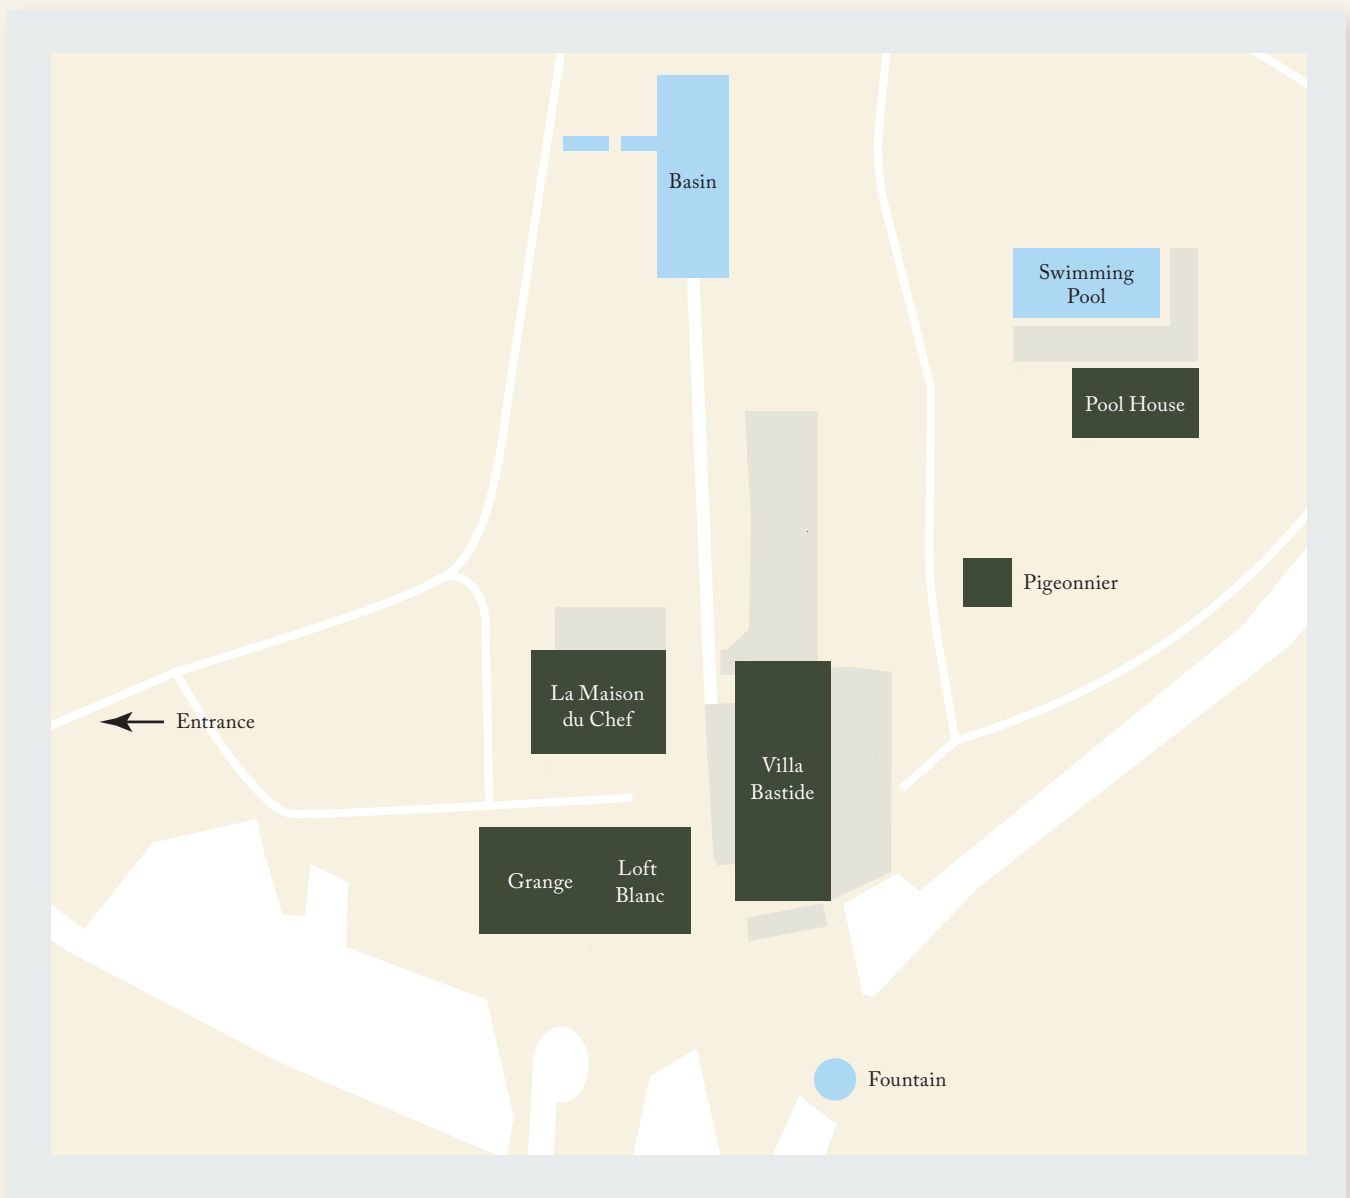 Basin
Swimming
Pool
Pool House
Pigeonnier
La Maison
du Chef
Entrance
Villa
Bastide
Grange
Loft
Blanc
Fountain